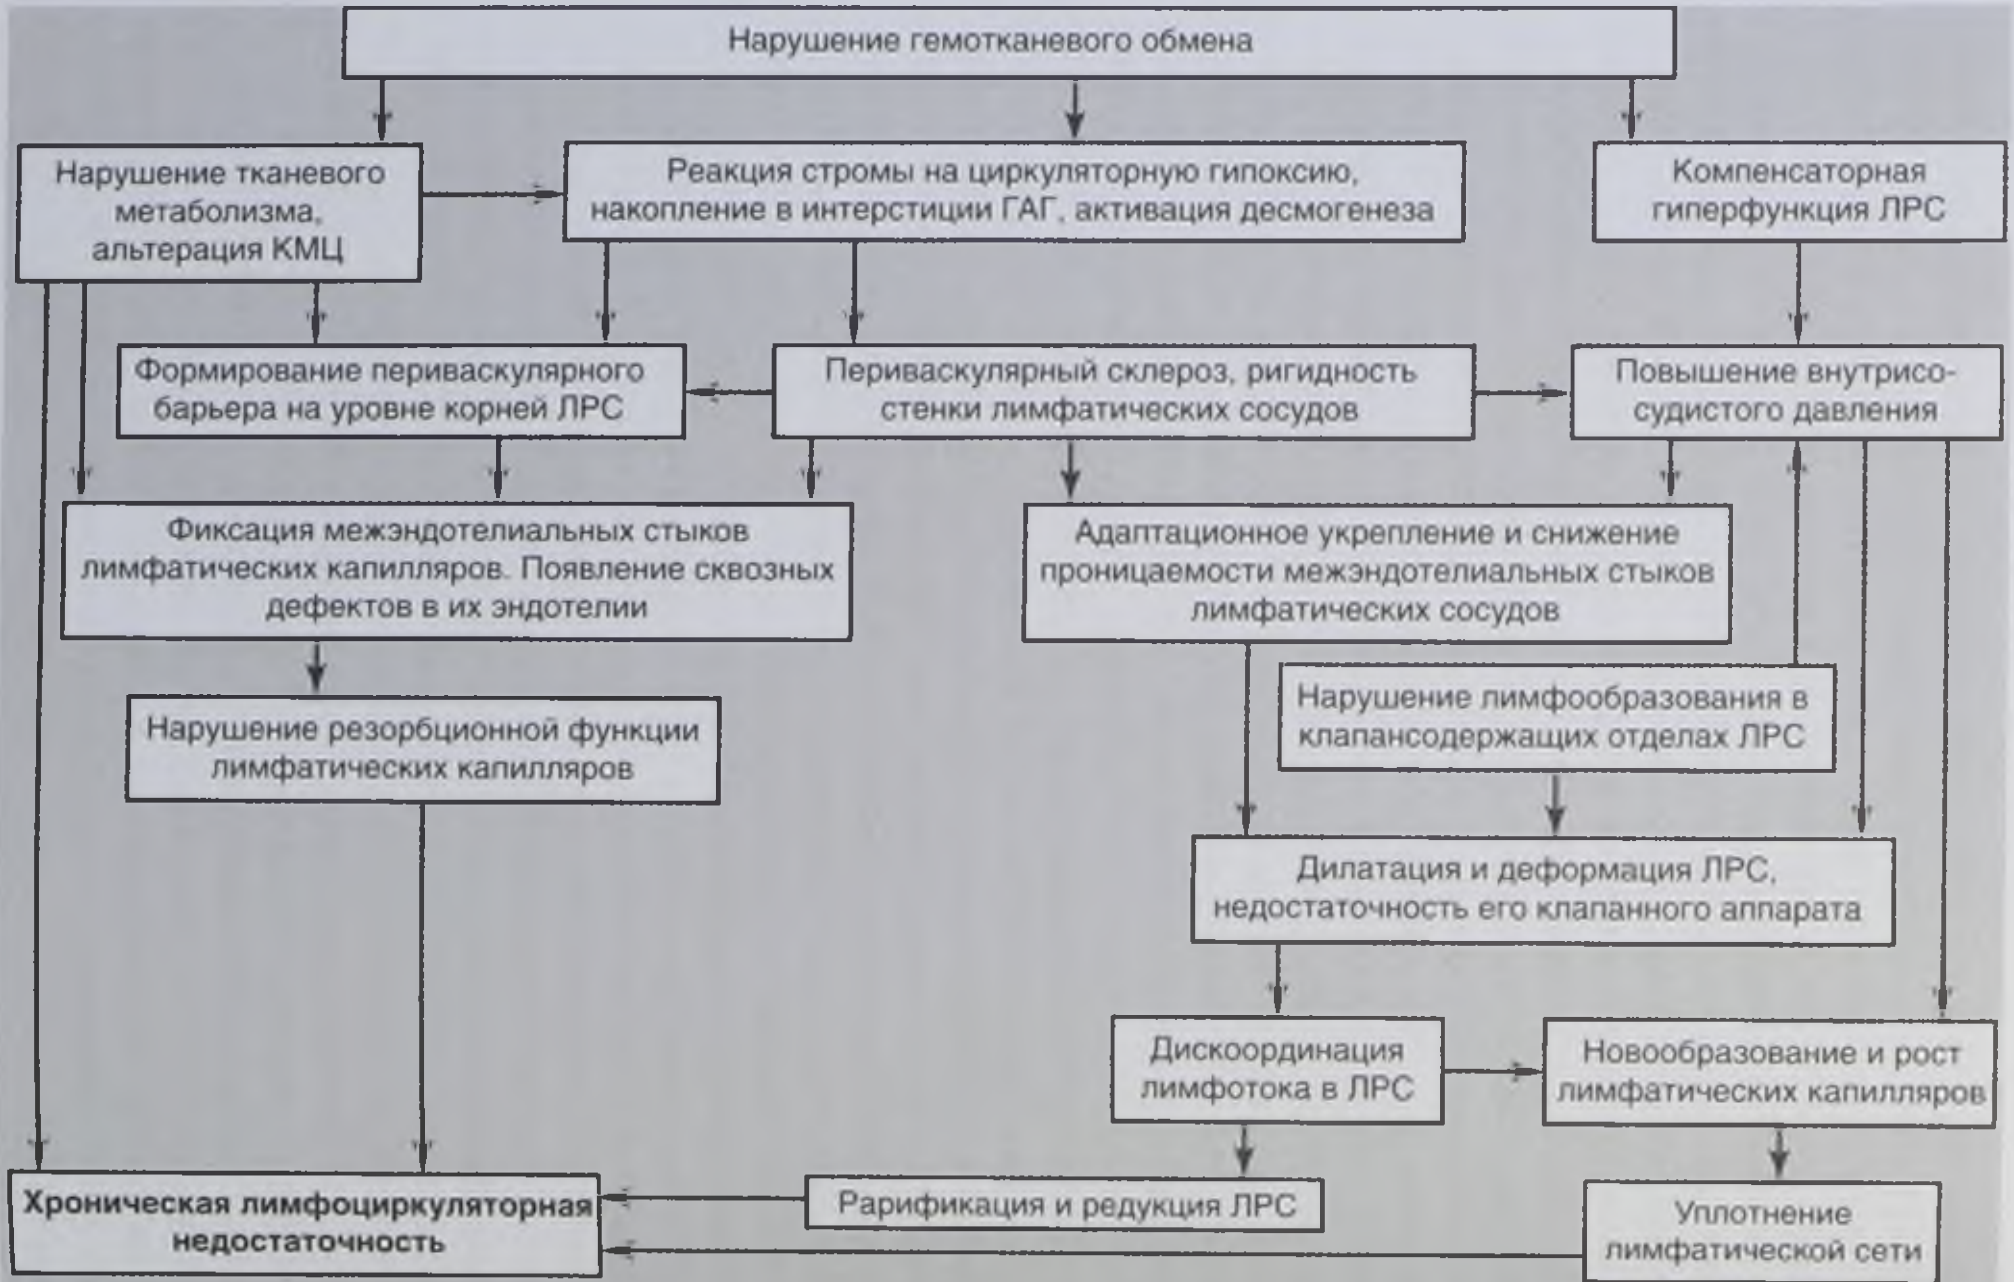 Нарушение гемотканевого обмена
Нарушение тканевого
метаболизма,
альтерация КМЦ
Реакция стромы на циркуляторную гипоксию,
накопление в интерстиции ГАГ, активация десмогенеза
Компенсаторная
гиперфункция ЛРС
Формирование периваскулярного
барьера на уровне корней ЛРС
Периваскулярный склероз, ригидность
стенки лимфатических сосудов
Повышение внутрисо-
судистого давления
Фиксация межэндотелиальных стыков
лимфатических капилляров. Появление сквозных
дефектов в их эндотелии
Адаптационное укрепление и снижение
проницаемости межэндотелиальных стыков
лимфатических сосудов
Нарушение резорбционной функции
лимфатических капилляров
Нарушение лимфообразования в
клапансодержащих отделах ЛРС
Дилатация и деформация ЛРС,
недостаточность его клапанного аппарата
Дискоординация
лимфотока в ЛРС
Новообразование и рост
лимфатических капилляров
Хроническая лимфоциркуляторная
недостаточность
Рарификация и редукция ЛРС
Уплотнение
лимфатической сети